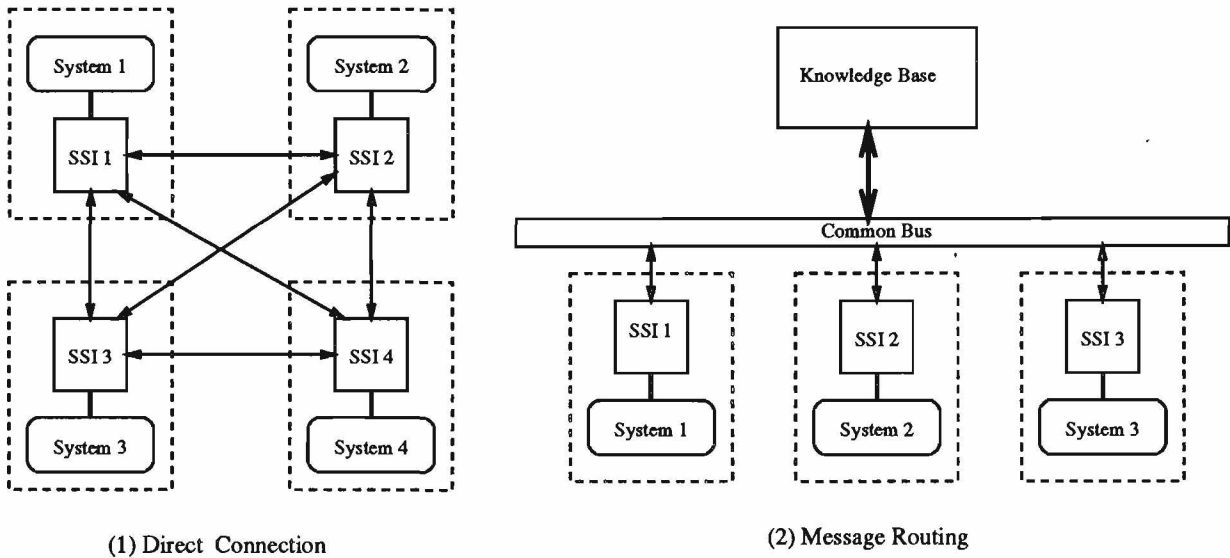 System 1
System 2
SSI 1
SSI 2
SSI 3
SSI 4
System 3
System 4
(1) Direct Connection
Knowledge Base
Common Bus
SSI 1
SSI 2
SSI 3
System 1
System 2
System 3
(2) Message Routing